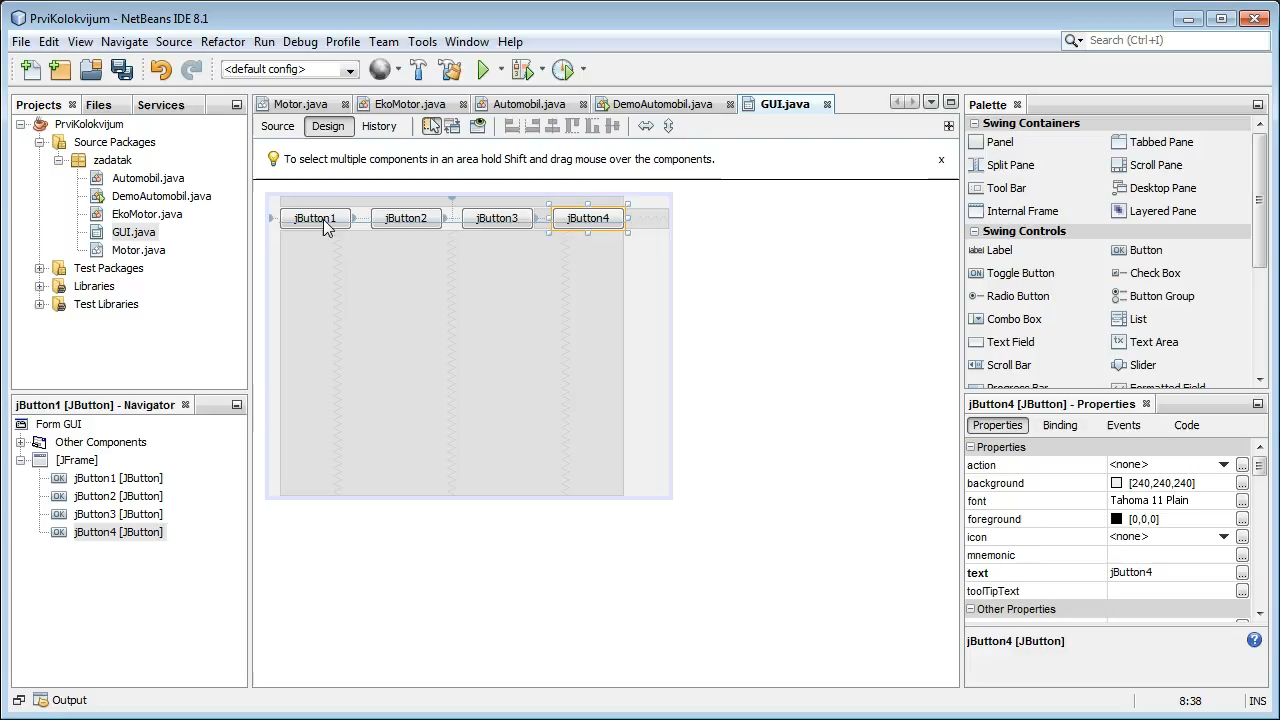 PrviKolokvijum - NetBeans IDE 8.1
File Edit View Navigate Source Refactor Run Debug Profile Team Tools Window Help
Search (Ctrl+I)
<default config>
Projects Files Services
PrviKolokvijum
Source Packages
zadatak
Automobil.java
DemoAutomobil.java
EkoMotor.java
GUI.java
Motor.java
Test Packages
Libraries
Test Libraries
jButton1 [JButton] - Navigator
Form GUI
Other Components
[JFrame]
jButton1 [JButton]
jButton2 [JButton]
jButton3 [JButton]
jButton4 [JButton]
Motor.java EkoMotor.java Automobil.java DemoAutomobil.java GUI.java
Source Design History
To select multiple components in an area hold Shift and drag mouse over the components. x
jButton1 jButton2 jButton3 jButton4
Palette
Swing Containers
Panel Tabbed Pane
Split Pane Scroll Pane
Tool Bar Desktop Pane
Internal Frame Layered Pane
Swing Controls
label Label OK Button
ON Toggle Button Check Box
Radio Button Button Group
Combo Box List
Text Field Text Area
Scroll Bar Slider
Progress Bar Formatted Field
jButton4 [JButton] - Properties
Properties Binding Events Code
Properties
action <none> ...
background [240,240,240] ...
font Tahoma 11 Plain ...
foreground [0,0,0] ...
icon <none> ...
mnemonic ...
text jButton4 ...
toolTipText ...
Other Properties
jButton4 [JButton]
Output
8:38 INS